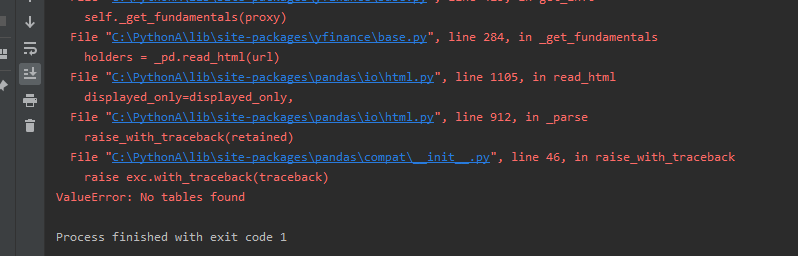 self._get_fundamentals(proxy)
File "C:\PythonA\lib\site-packages\yfinance\base.py", line 284, in _get_fundamentals
holders = _pd.read_html(url)
File "C:\PythonA\lib\site-packages\pandas\io\html.py", line 1105, in read_html
displayed_only=displayed_only,
File "C:\PythonA\lib\site-packages\pandas\io\html.py", line 912, in _parse
raise_with_traceback(retained)
File "C:\PythonA\lib\site-packages\pandas\compat\__init__.py", line 46, in raise_with_traceback
raise exc.with_traceback(traceback)
ValueError: No tables found
Process finished with exit code 1